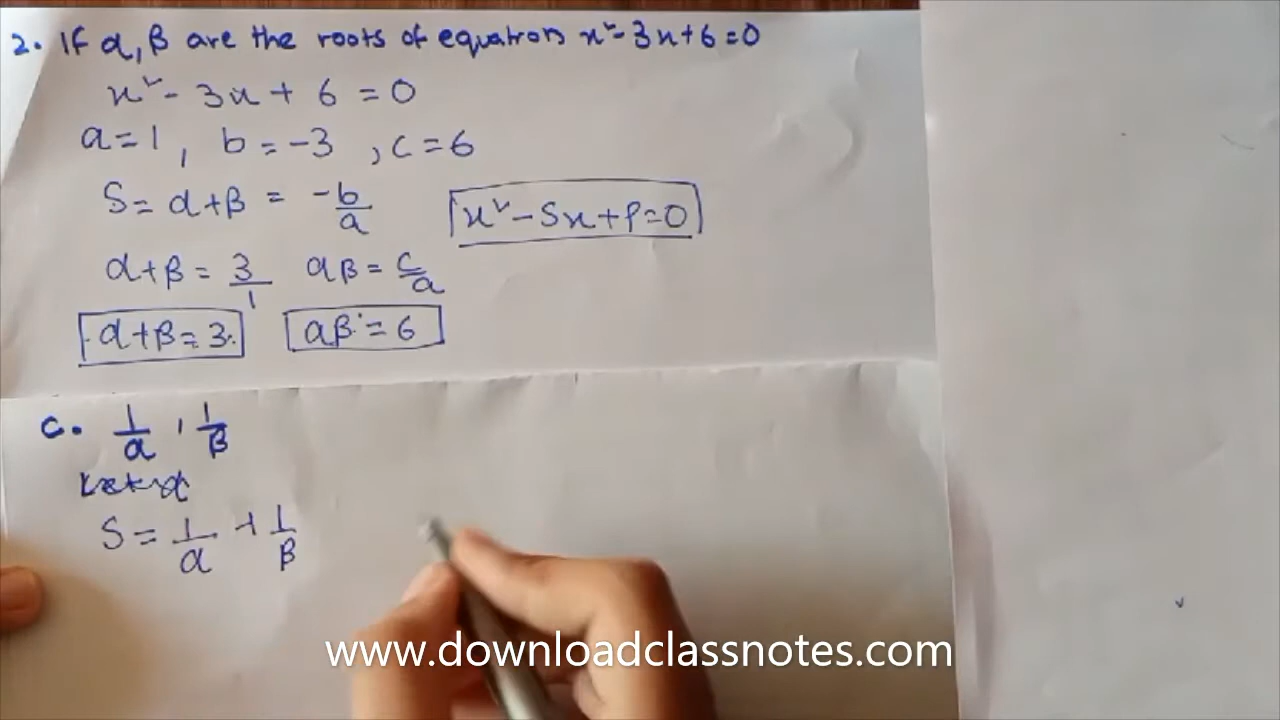 2. If α, β are the roots of equation x² - 3x + 6 = 0
x² - 3x + 6 = 0
a = 1, b = -3, c = 6
S = α + β = -b/a
x² - Sx + P = 0
α + β = 3/1 αβ = c/a
α + β = 3 αβ = 6
c. 1/α, 1/β
S = 1/α + 1/β
www.downloadclassnotes.com